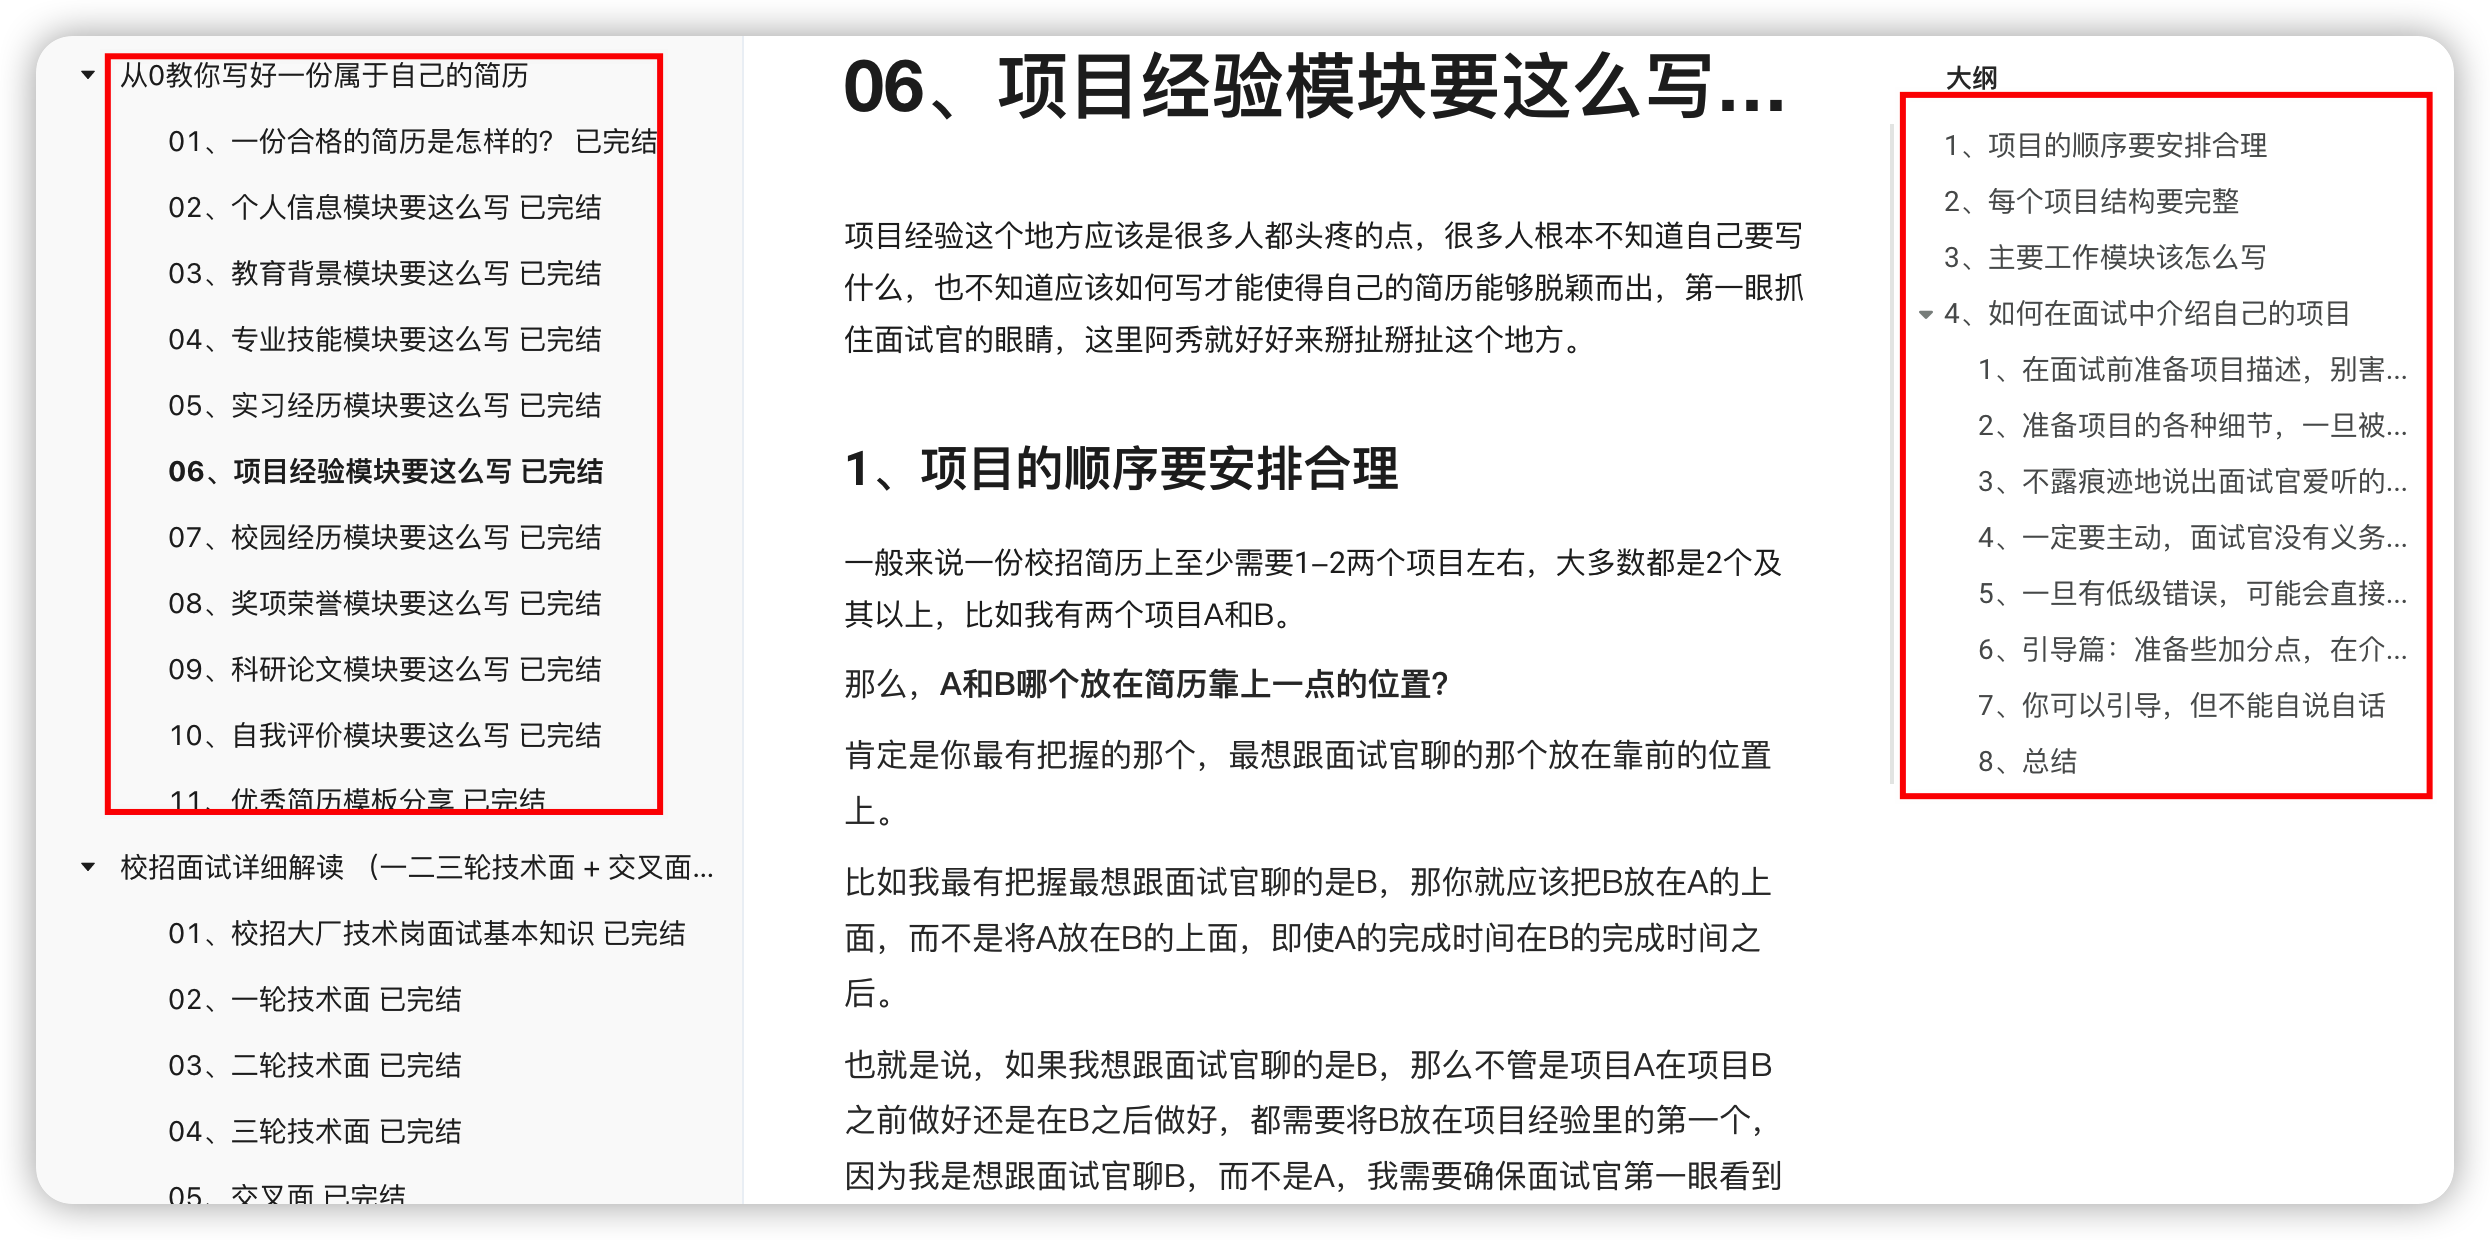 从0教你写好一份属于自己的简历
01、一份合格的简历是怎样的？ 已完结
02、个人信息模块要这么写 已完结
03、教育背景模块要这么写 已完结
04、专业技能模块要这么写 已完结
05、实习经历模块要这么写 已完结
06、项目经验模块要这么写 已完结
07、校园经历模块要这么写 已完结
08、奖项荣誉模块要这么写 已完结
09、科研论文模块要这么写 已完结
10、自我评价模块要这么写 已完结
11、优秀简历模板分享 已完结
校招面试详细解读 （一二三轮技术面 + 交叉面...
01、校招大厂技术岗面试基本知识 已完结
02、一轮技术面 已完结
03、二轮技术面 已完结
04、三轮技术面 已完结
05、交叉面 已完结
06、项目经验模块要这么写...
项目经验这个地方应该是很多人都头疼的点，很多人根本不知道自己要写
什么，也不知道应该如何写才能使得自己的简历能够脱颖而出，第一眼抓
住面试官的眼睛，这里阿秀就好好来掰扯掰扯这个地方。
1、项目的顺序要安排合理
一般来说一份校招简历上至少需要1–2两个项目左右，大多数都是2个及
其以上，比如我有两个项目A和B。
那么，A和B哪个放在简历靠上一点的位置？
肯定是你最有把握的那个，最想跟面试官聊的那个放在靠前的位置
上。
比如我最有把握最想跟面试官聊的是B，那你就应该把B放在A的上
面，而不是将A放在B的上面，即使A的完成时间在B的完成时间之
后。
也就是说，如果我想跟面试官聊的是B，那么不管是项目A在项目B
之前做好还是在B之后做好，都需要将B放在项目经验里的第一个，
因为我是想跟面试官聊B，而不是A，我需要确保面试官第一眼看到
大纲
1、项目的顺序要安排合理
2、每个项目结构要完整
3、主要工作模块该怎么写
4、如何在面试中介绍自己的项目
1、在面试前准备项目描述，别害...
2、准备项目的各种细节，一旦被...
3、不露痕迹地说出面试官爱听的...
4、一定要主动，面试官没有义务...
5、一旦有低级错误，可能会直接...
6、引导篇：准备些加分点，在介...
7、你可以引导，但不能自说自话
8、总结